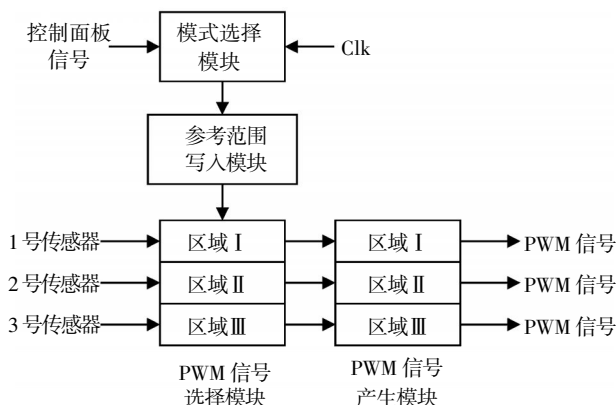 控制面板
信号
模式选择
模块
Clk
参考范围
写入模块
1号传感器
区域Ⅰ
区域Ⅰ
PWM 信号
2号传感器
区域Ⅱ
区域Ⅱ
PWM 信号
3号传感器
区域Ⅲ
区域Ⅲ
PWM 信号
PWM 信号
选择模块
PWM 信号
产生模块